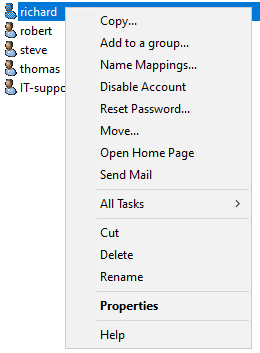 richard
robert
steve
thomas
IT-suppo
Copy...
Add to a group...
Name Mappings...
Disable Account
Reset Password...
Move...
Open Home Page
Send Mail
All Tasks
Cut
Delete
Rename
Properties
Help